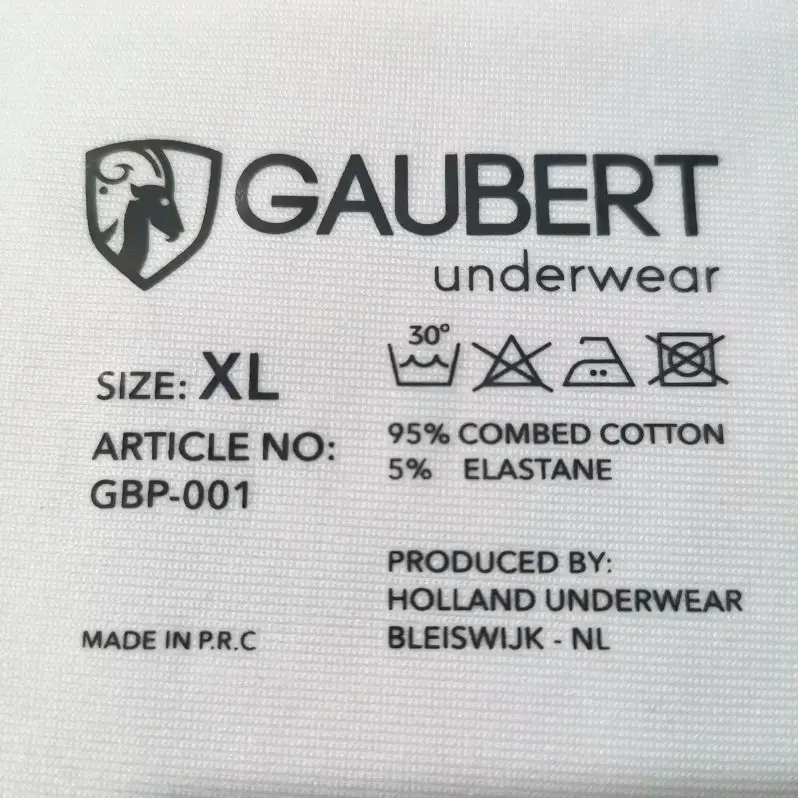 GAUBERT
underwear
SIZE: XL
ARTICLE NO:
GBP-001
30°
95% COMBED COTTON
5% ELASTANE
PRODUCED BY:
HOLLAND UNDERWEAR
BLEISWIJK - NL
MADE IN P.R.C